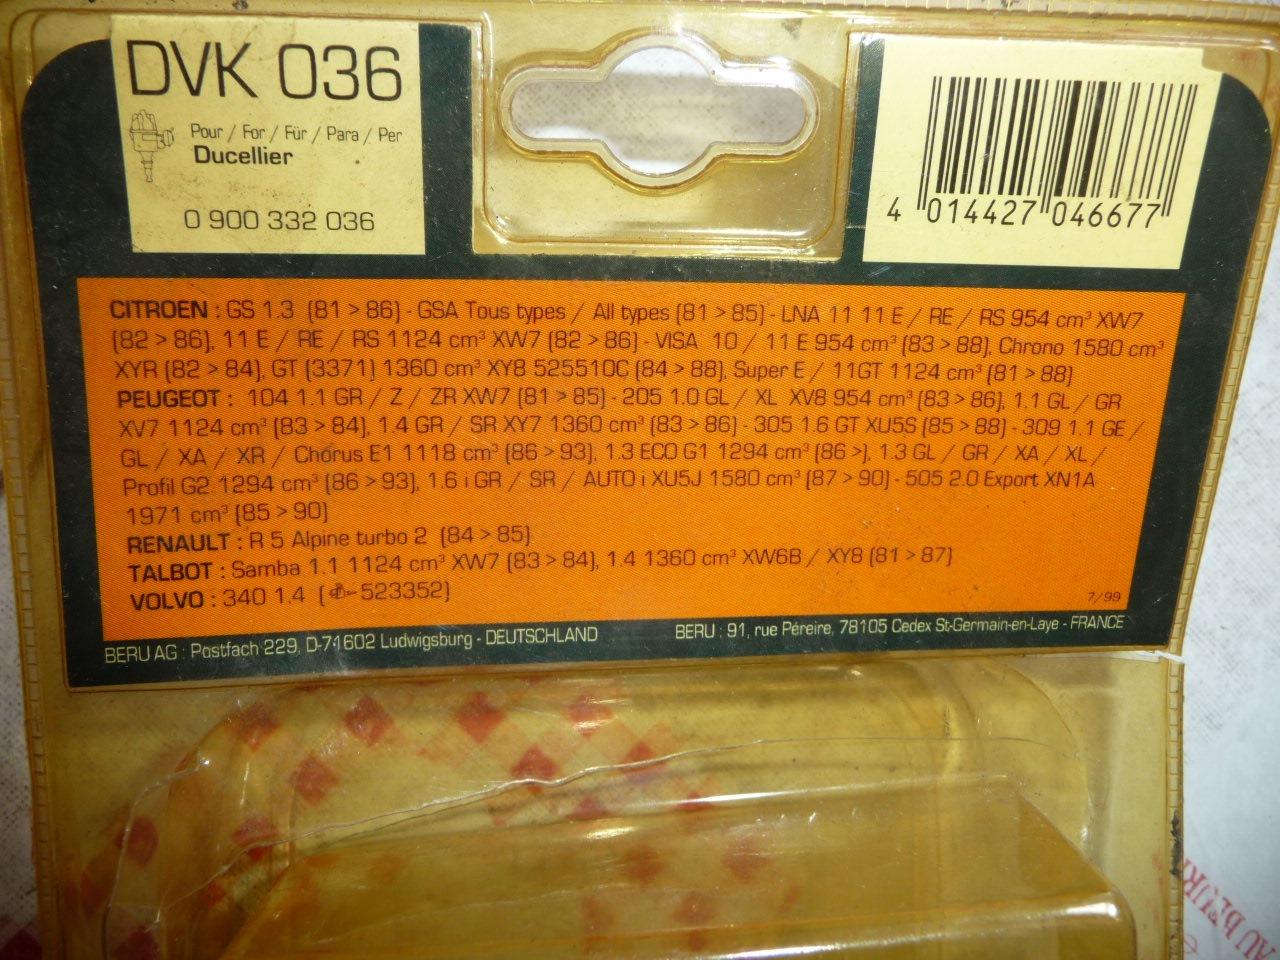 DVK 036
Pour / For / Für / Para / Per
Ducellier
0 900 332 036
4 014427 046677
CITROEN : GS 1.3 (81 > 86) - GSA Tous types / All types (81 > 85) - LNA 11 11 E / RE / RS 954 cm³ XW7
(82 > 86), 11 E / RE / RS 1124 cm³ XW7 (82 > 86) - VISA 10 / 11 E 954 cm³ (83 > 88), Chrono 1580 cm³
XYR (82 > 84), GT (3371) 1360 cm³ XY8 525510C (84 > 88), Super E / 11GT 1124 cm³ (81 > 88)
PEUGEOT : 104 1.1 GR / Z / ZR XW7 (81 > 85) - 205 1.0 GL / XL XV8 954 cm³ (83 > 86), 1.1 GL / GR
XV7 1124 cm³ (83 > 84), 1.4 GR / SR XY7 1360 cm³ (83 > 86) - 305 1.6 GT XU5S (85 > 88) - 309 1.1 GE /
GL / XA / XR / Chorus E1 1118 cm³ (86 > 93), 1.3 ECO G1 1294 cm³ (86 >), 1.3 GL / GR / XA / XL /
Profil G2 1294 cm³ (86 > 93), 1.6 i GR / SR / AUTO i XU5J 1580 cm³ (87 > 90) - 505 2.0 Export XN1A
1971 cm³ (85 > 90)
RENAULT : R 5 Alpine turbo 2 (84 > 85)
TALBOT : Samba 1.1 1124 cm³ XW7 (83 > 84), 1.4 1360 cm³ XW6B / XY8 (81 > 87)
VOLVO : 340 1.4 (523352)
7/99
BERU AG : Postfach 229, D-71602 Ludwigsburg - DEUTSCHLAND
BERU : 91, rue Péreire, 78105 Cedex St-Germain-en-Laye - FRANCE